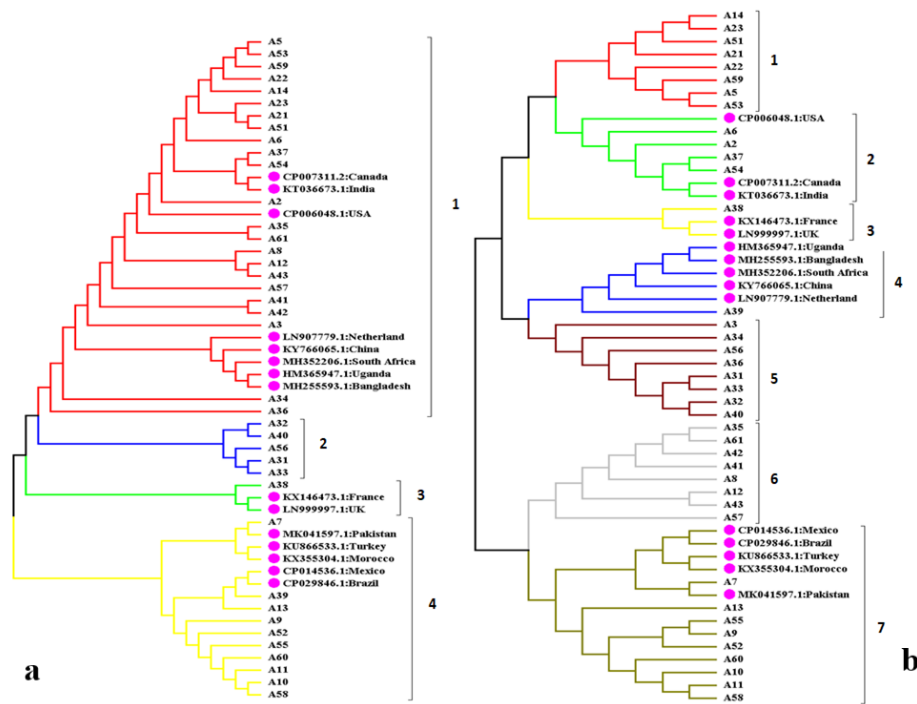 A5
A53
A59
A22
A14
A23
A21
A51
A6
A37
A54
CP007311.2:Canada
KT036673.1:India
A2
CP006048.1:USA
A35
A61
A8
A12
A43
A57
A41
A42
A3
LN907779.1:Netherland
KY766065.1:China
MH352206.1:South Africa
HM365947.1:Uganda
MH255593.1:Bangladesh
A34
A36
1
A32
A40
A56
A31
A33
2
A38
KX146473.1:France
LN999997.1:UK
3
A7
MK041597.1:Pakistan
KU866533.1:Turkey
KX355304.1:Morocco
CP014536.1:Mexico
CP029846.1:Brazil
A39
A13
A9
A52
A55
A60
A11
A10
A58
4
a
A14
A23
A51
A21
A22
A59
A5
A53
1
CP006048.1:USA
A6
A2
A37
A54
CP007311.2:Canada
KT036673.1:India
2
A38
KX146473.1:France
LN999997.1:UK
3
HM365947.1:Uganda
MH255593.1:Bangladesh
MH352206.1:South Africa
KY766065.1:China
LN907779.1:Netherland
A39
4
A3
A34
A56
A36
A31
A33
A32
A40
5
A35
A61
A42
A41
A8
A12
A43
A57
6
CP014536.1:Mexico
CP029846.1:Brazil
KU866533.1:Turkey
KX355304.1:Morocco
A7
MK041597.1:Pakistan
A13
A55
A9
A52
A60
A10
A11
A58
7
b